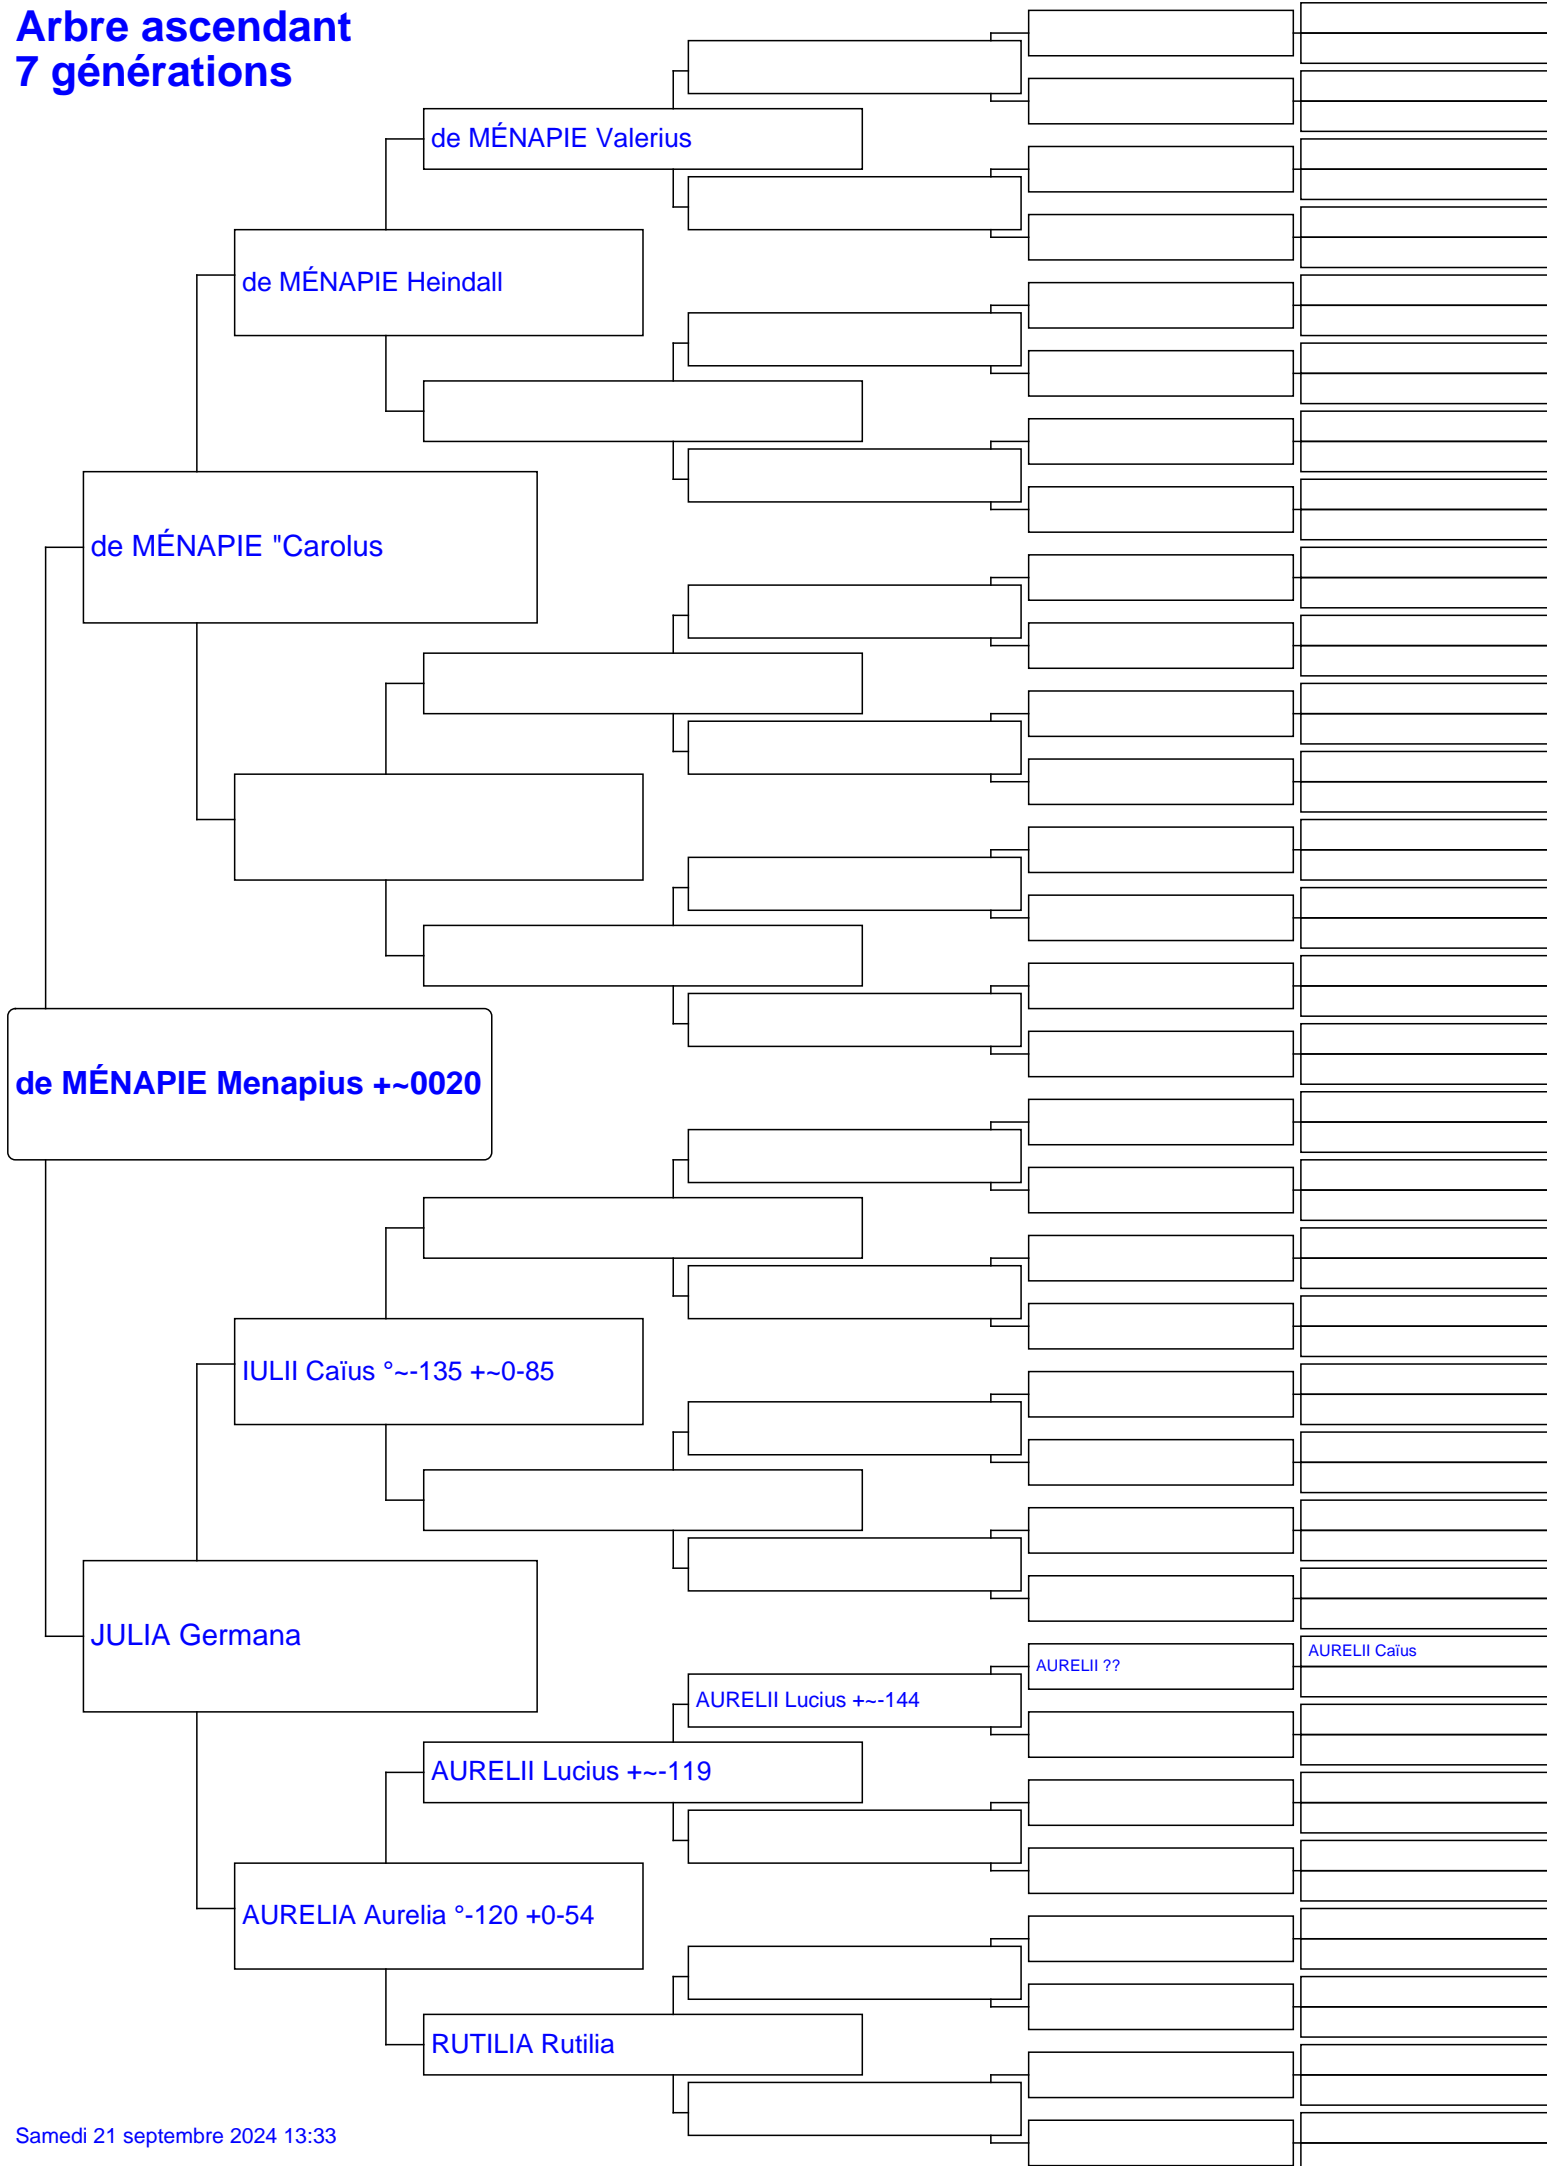 Arbre ascendant
7 générations
de MÉNAPIE Valerius
de MÉNAPIE Heindall
de MÉNAPIE "Carolus
de MÉNAPIE Menapius +~0020
IULII Caïus °~-135 +~0-85
JULIA Germana
AURELII ??
AURELII Caïus
AURELII Lucius +~-144
AURELII Lucius +~-119
AURELIA Aurelia °-120 +0-54
RUTILIA Rutilia
Samedi 21 septembre 2024 13:33